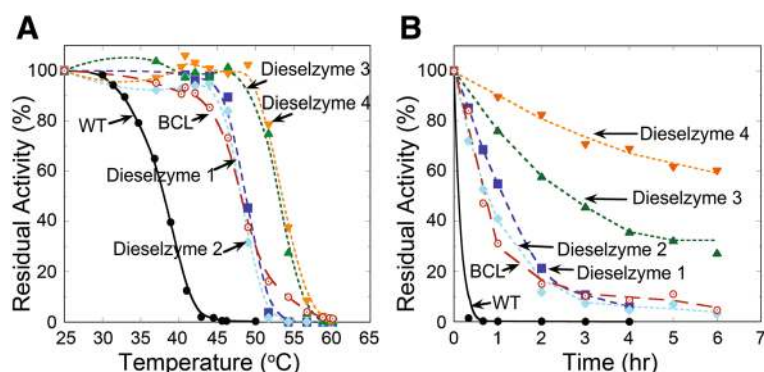 A
Residual Activity (%)
100
80
60
40
20
0
WT
BCL
Dieselzyme 3
Dieselzyme 4
Dieselzyme 1
Dieselzyme 2
25 30 35 40 45 50 55 60 65
Temperature (°C)
B
Residual Activity (%)
100
80
60
40
20
0
Dieselzyme 4
Dieselzyme 3
Dieselzyme 2
Dieselzyme 1
BCL
WT
0 1 2 3 4 5 6 7
Time (hr)